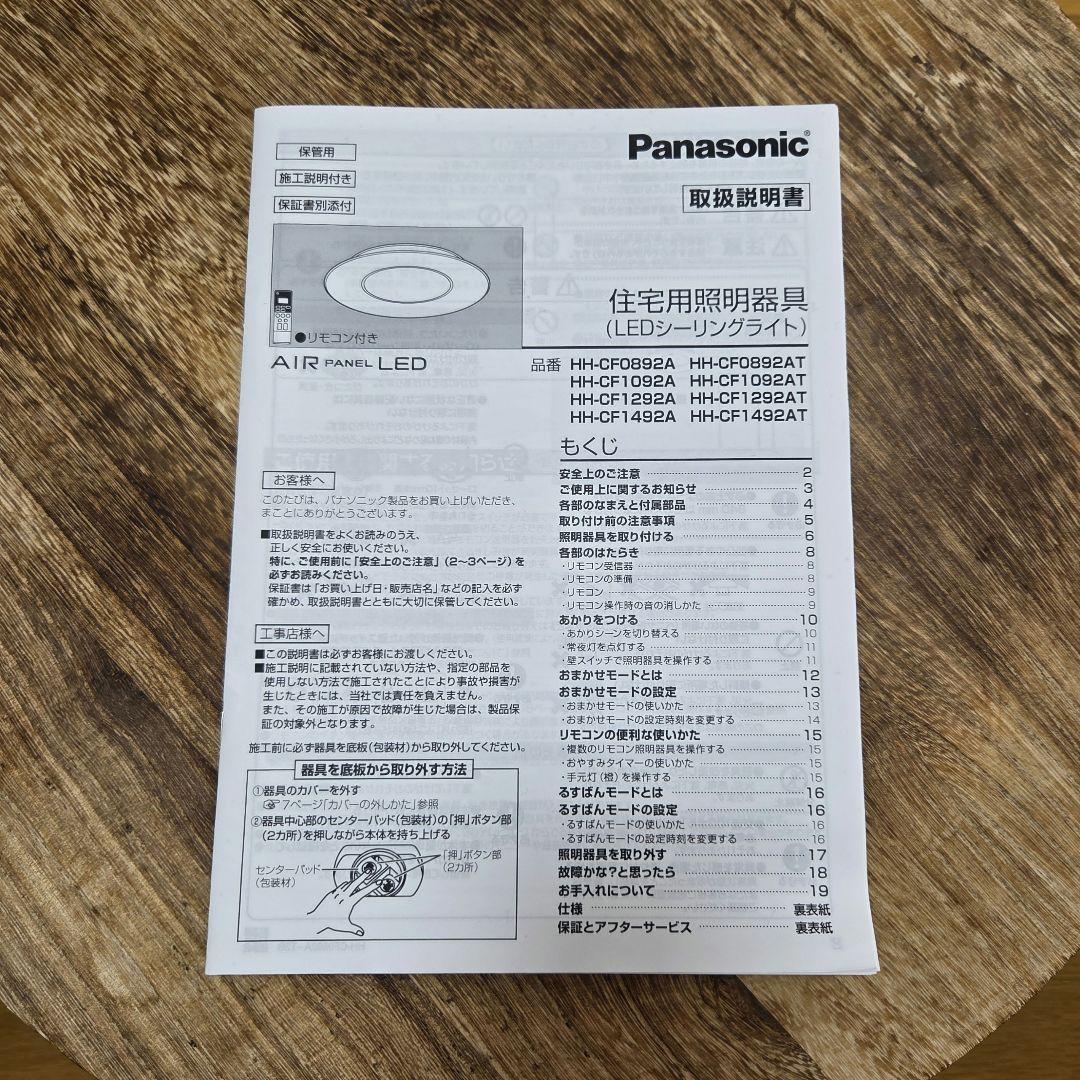 保管用
施工説明付き
保証書別添付
Panasonic®
取扱説明書
●リモコン付き
AIR PANEL LED
住宅用照明器具
(LEDシーリングライト)
品番 HH-CF0892A HH-CF0892AT
HH-CF1092A HH-CF1092AT
HH-CF1292A HH-CF1292AT
HH-CF1492A HH-CF1492AT
お客様へ
このたびは、パナソニック製品をお買い上げいただき、
まことにありがとうございます。
■取扱説明書をよくお読みのうえ、
正しく安全にお使いください。
特に、ご使用前に「安全上のご注意」(2~3ページ)を
必ずお読みください。
保証書は「お買い上げ日・販売店名」などの記入を必ず
確かめ、取扱説明書とともに大切に保管してください。
工事店様へ
■この説明書は必ずお客様にお渡しください。
■施工説明に記載されていない方法や、指定の部品を
使用しない方法で施工されたことにより事故や損害が
生じたときには、当社では責任を負えません。
また、その施工が原因で故障が生じた場合は、製品保
証の対象外となります。
施工前に必ず器具を底板(包装材)から取り外してください。
器具を底板から取り外す方法
①器具のカバーを外す
☞7ページ「カバーの外しかた」参照
②器具中心部のセンターパッド(包装材)の「押」ボタン部
(2カ所)を押しながら本体を持ち上げる
センターパッド
(包装材)
「押」ボタン部
(2カ所)
もくじ
安全上のご注意 2
ご使用上に関するお知らせ 3
各部のなまえと付属部品 4
取り付け前の注意事項 5
照明器具を取り付ける 6
各部のはたらき 8
・リモコン受信器 8
・リモコンの準備 8
・リモコン 9
・リモコン操作時の音の消しかた 9
あかりをつける 10
・あかりシーンを切り替える 10
・常夜灯を点灯する 11
・壁スイッチで照明器具を操作する 11
おまかせモードとは 12
おまかせモードの設定 13
・おまかせモードの使いかた 13
・おまかせモードの設定時刻を変更する 14
リモコンの便利な使いかた 15
・複数のリモコン照明器具を操作する 15
・おやすみタイマーの使いかた 15
・手元灯(橙)を操作する 15
るすばんモードとは 16
るすばんモードの設定 16
・るすばんモードの使いかた 16
・るすばんモードの設定時刻を変更する 16
照明器具を取り外す 17
故障かな?と思ったら 18
お手入れについて 19
仕様 裏表紙
保証とアフターサービス 裏表紙